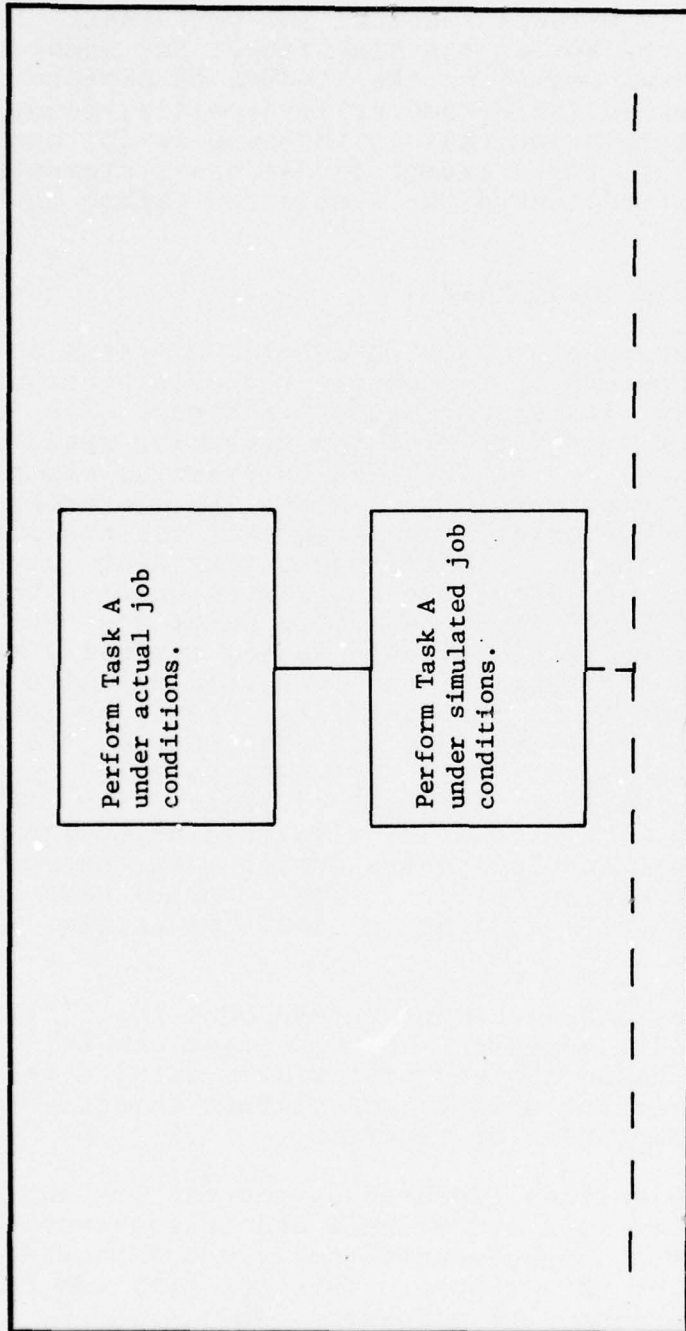 Perform Task A
under actual job
conditions.
Perform Task A
under simulated job
conditions.